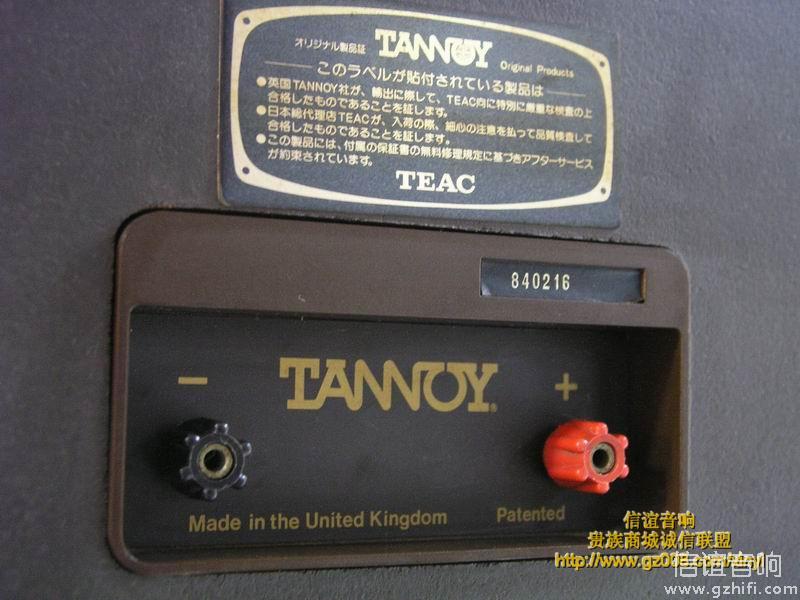 オリジナル製品証 TANNOY Original Products
このラベルが貼付されている製品は
●英国TANNOY社が、輸出に際して、TEAC向に特別に厳重な検査の上
合格したものであることを証します。
●日本総代理店TEACが、入荷の際、細心の注意を払って品質検査して
合格したものであることを証します。
●この製品には、付属の保証書の無料修理規定に基づきアフターサービス
が約束されています。
TEAC
840216
− TANNOY® +
Made in the United Kingdom Patented
信谊音响
贵族商城诚信联盟
信谊音响
www.gzhifi.com